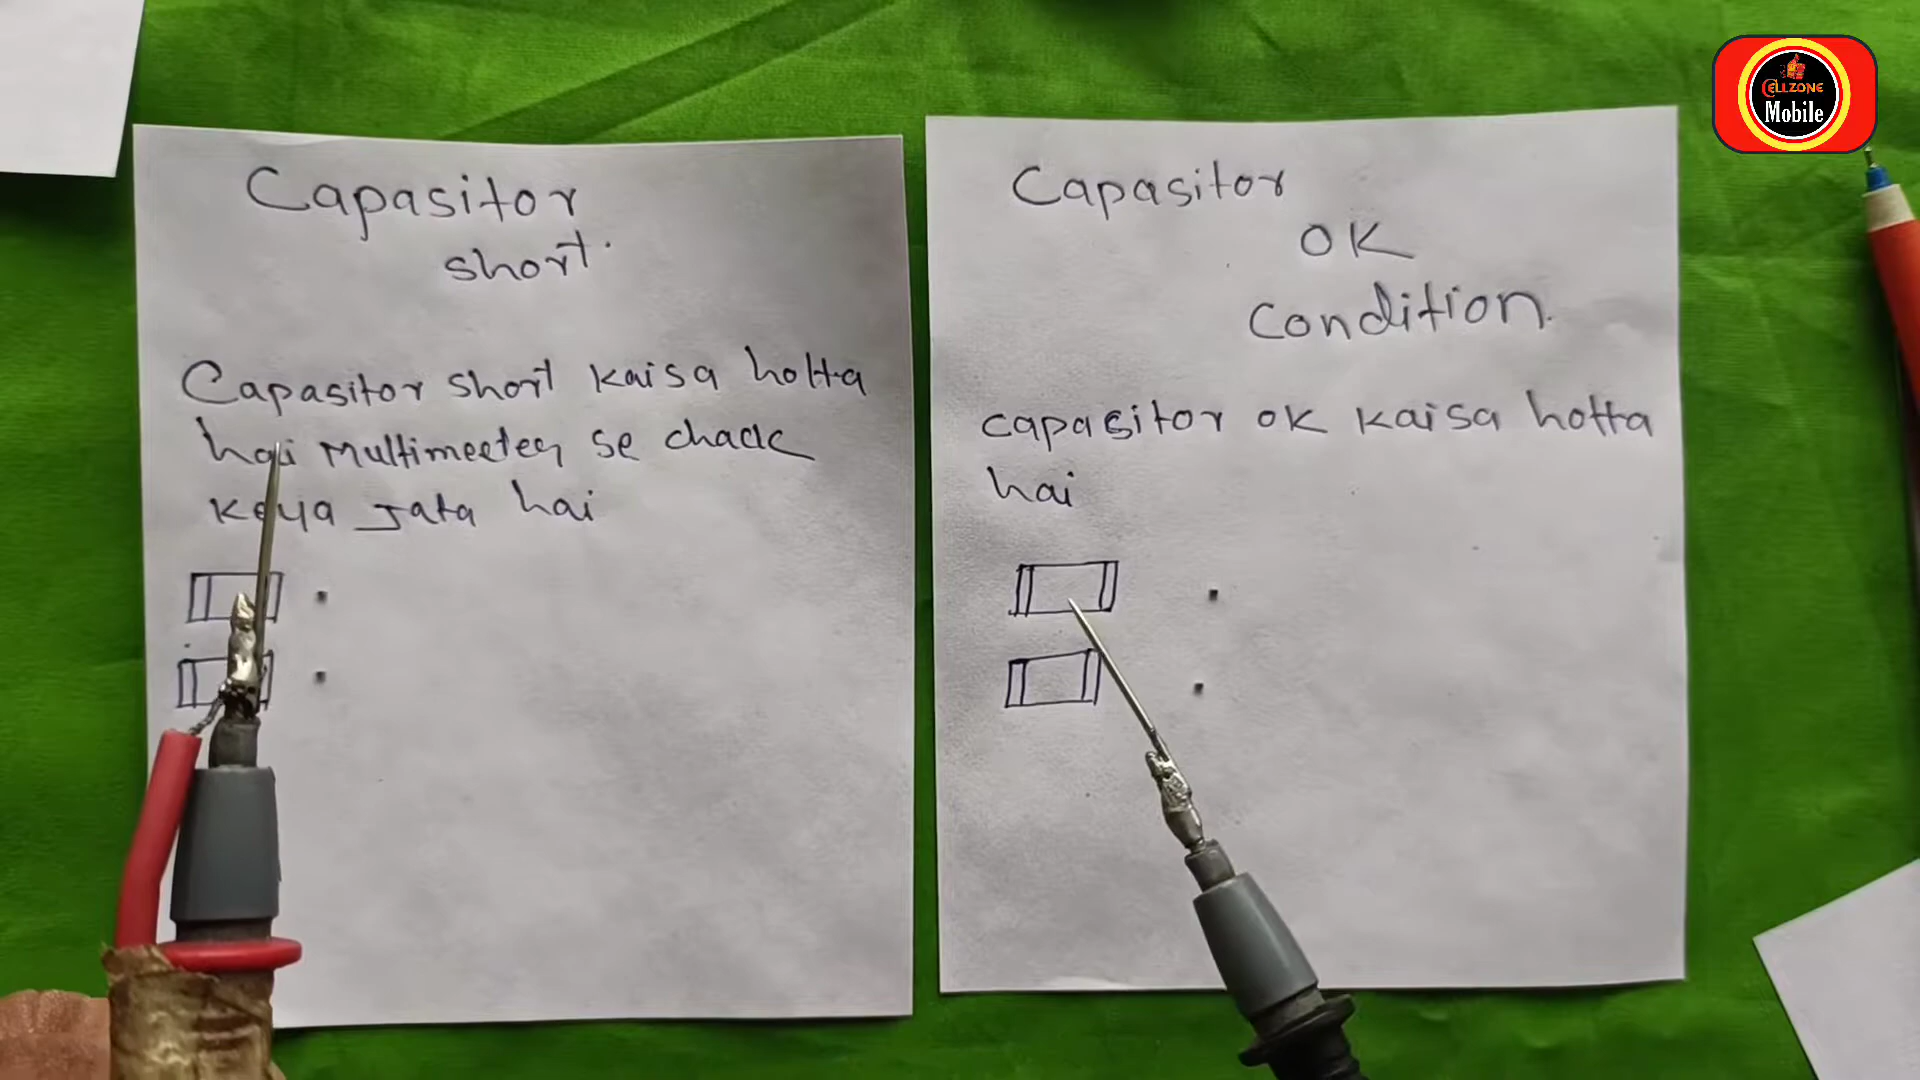 Capasitor
short.
Capasitor short kaisa hotta
hai Multimeeter se chack
keya Jata hai
Capasitor
OK
Condition.
capasitor OK kaisa hotta
hai
CELLZONE
Mobile